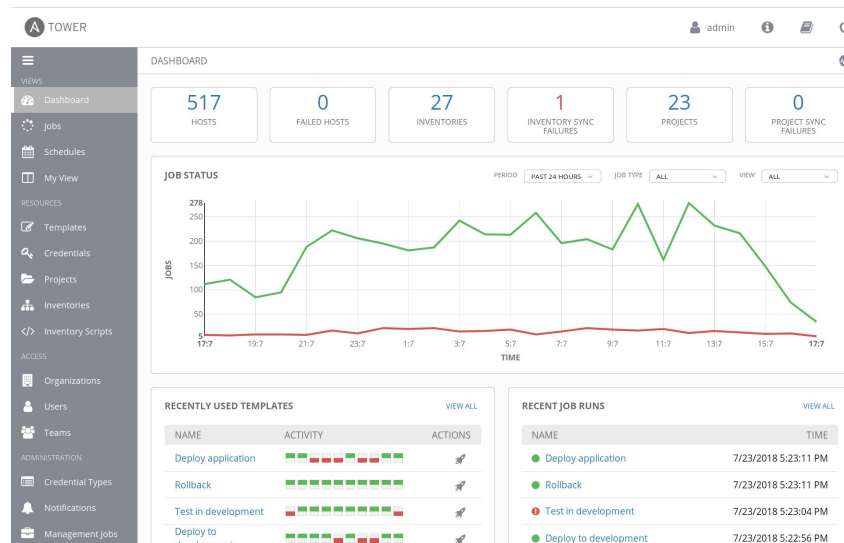 A TOWER
admin
DASHBOARD
VIEWS
Dashboard
Jobs
Schedules
My View
RESOURCES
Templates
Credentials
Projects
Inventories
</> Inventory Scripts
ACCESS
Organizations
Users
Teams
ADMINISTRATION
Credential Types
Notifications
Management Jobs
517
HOSTS
0
FAILED HOSTS
27
INVENTORIES
1
INVENTORY SYNC
FAILURES
23
PROJECTS
0
PROJECT SYNC
FAILURES
JOB STATUS
PERIOD PAST 24 HOURS JOB TYPE ALL VIEW ALL
278
250
200
150
100
50
5
JOBS
17:7 19:7 21:7 23:7 1:7 3:7 5:7 7:7 9:7 11:7 13:7 15:7 17:7
TIME
RECENTLY USED TEMPLATES VIEW ALL
NAME ACTIVITY ACTIONS
Deploy application
Rollback
Test in development
Deploy to
RECENT JOB RUNS VIEW ALL
NAME TIME
Deploy application 7/23/2018 5:23:11 PM
Rollback 7/23/2018 5:23:11 PM
Test in development 7/23/2018 5:23:04 PM
Deploy to development 7/23/2018 5:22:56 PM